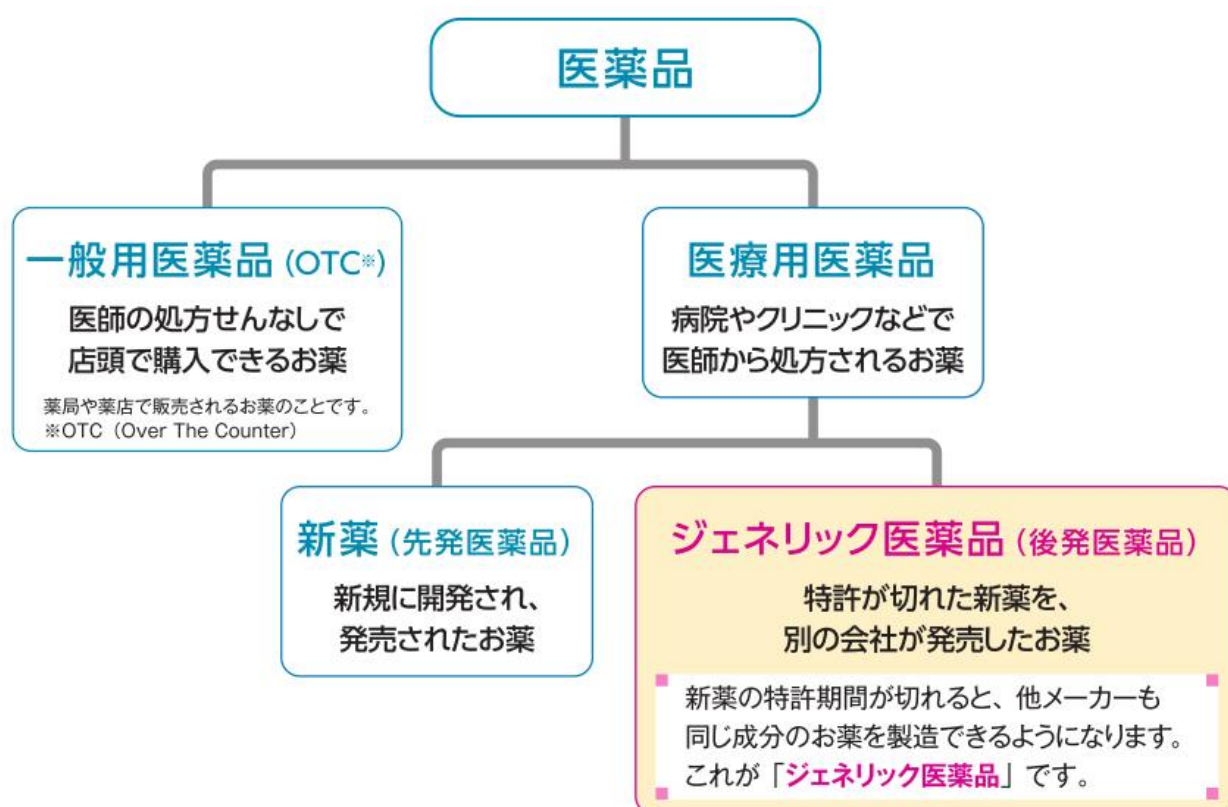 医薬品
一般用医薬品 (OTC※)
医師の処方せんなしで
店頭で購入できるお薬
薬局や薬店で販売されるお薬のことです。
※OTC（Over The Counter）
医療用医薬品
病院やクリニックなどで
医師から処方されるお薬
新薬 (先発医薬品)
新規に開発され、
発売されたお薬
ジェネリック医薬品 (後発医薬品)
特許が切れた新薬を、
別の会社が発売したお薬
新薬の特許期間が切れると、他メーカーも
同じ成分のお薬を製造できるようになります。
これが「ジェネリック医薬品」です。